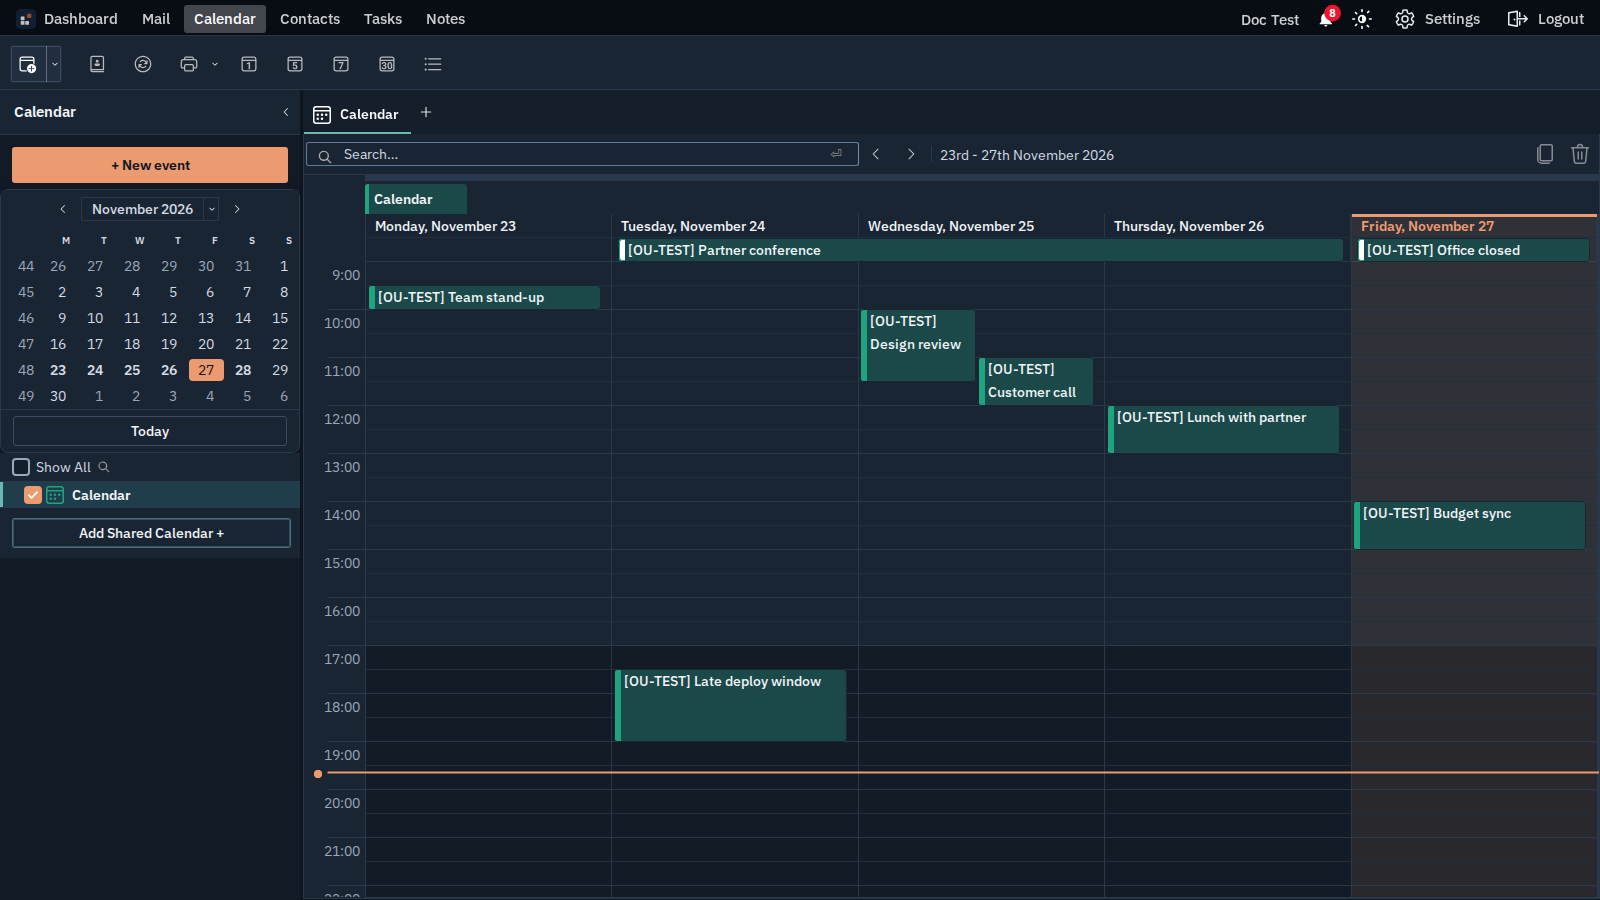 Dashboard Mail Calendar Contacts Tasks Notes Doc Test 8 Settings Logout
1 5 7 30
Calendar
Calendar
+ New event
Search...
23rd - 27th November 2026
November 2026
M T W T F S S
44 26 27 28 29 30 31 1
45 2 3 4 5 6 7 8
46 9 10 11 12 13 14 15
47 16 17 18 19 20 21 22
48 23 24 25 26 27 28 29
49 30 1 2 3 4 5 6
Today
Show All
Calendar
Add Shared Calendar +
Calendar
Monday, November 23 Tuesday, November 24 Wednesday, November 25 Thursday, November 26 Friday, November 27
[OU-TEST] Partner conference [OU-TEST] Office closed
9:00
[OU-TEST] Team stand-up
10:00
[OU-TEST]
Design review
11:00
[OU-TEST]
Customer call
12:00
[OU-TEST] Lunch with partner
13:00
14:00
[OU-TEST] Budget sync
15:00
16:00
17:00
[OU-TEST] Late deploy window
18:00
19:00
20:00
21:00